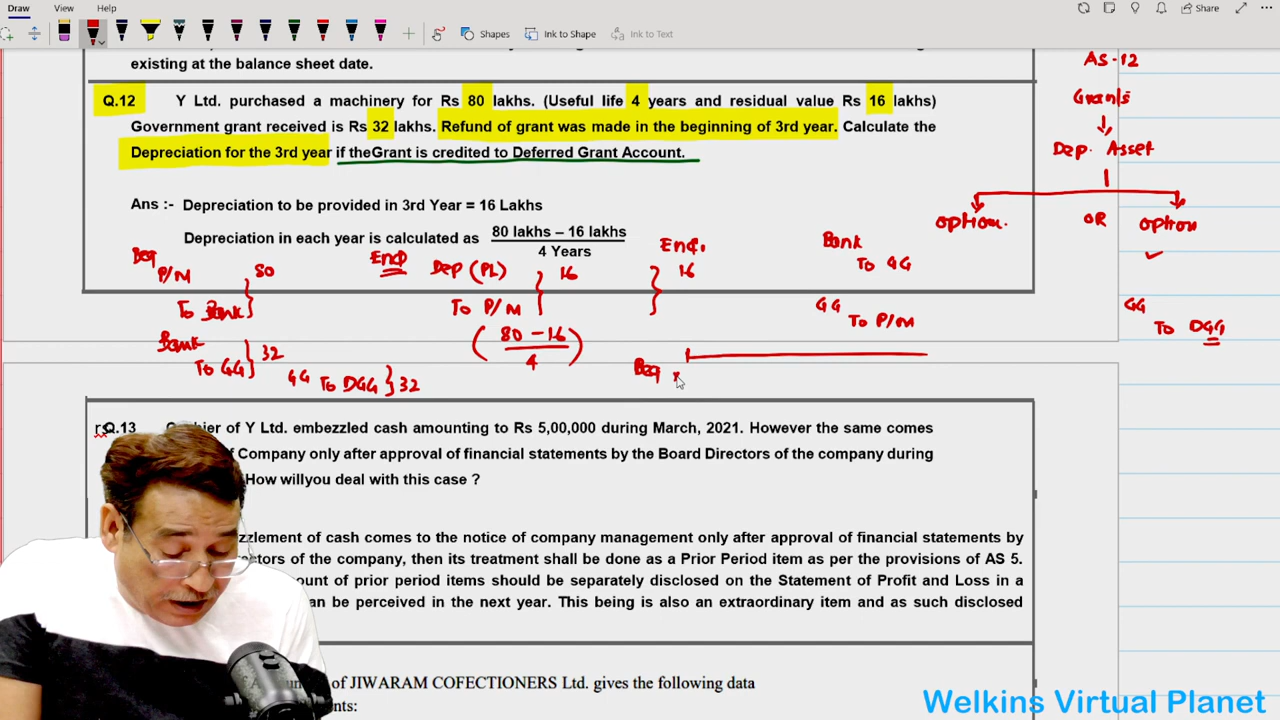 Draw View Help
Share
Shapes Ink to Shape Ink to Text
existing at the balance sheet date.
Q.12 Y Ltd. purchased a machinery for Rs 80 lakhs. (Useful life 4 years and residual value Rs 16 lakhs)
Government grant received is Rs 32 lakhs. Refund of grant was made in the beginning of 3rd year. Calculate the
Depreciation for the 3rd year if theGrant is credited to Deferred Grant Account.
Ans :- Depreciation to be provided in 3rd Year = 16 Lakhs
Depreciation in each year is calculated as 80 lakhs – 16 lakhs
4 Years
AS-12
Grants
Dep. Asset
option. OR option
Beg
P/M 80
To Bank
Bank
To GG 32
GG To DGG 32
End Dep (PL) 16
To P/M
(80 - 16
4)
End. 16
Beg
Bank
To GG
GG
To P/M
GG
To DGG
rs
Q.13 of Y Ltd. embezzled cash amounting to Rs 5,00,000 during March, 2021. However the same comes
of Company only after approval of financial statements by the Board Directors of the company during
How willyou deal with this case ?
zzlement of cash comes to the notice of company management only after approval of financial statements by
rectors of the company, then its treatment shall be done as a Prior Period item as per the provisions of AS 5.
ount of prior period items should be separately disclosed on the Statement of Profit and Loss in a
an be perceived in the next year. This being is also an extraordinary item and as such disclosed
of JIWARAM COFECTIONERS Ltd. gives the following data
ents:
Welkins Virtual Planet